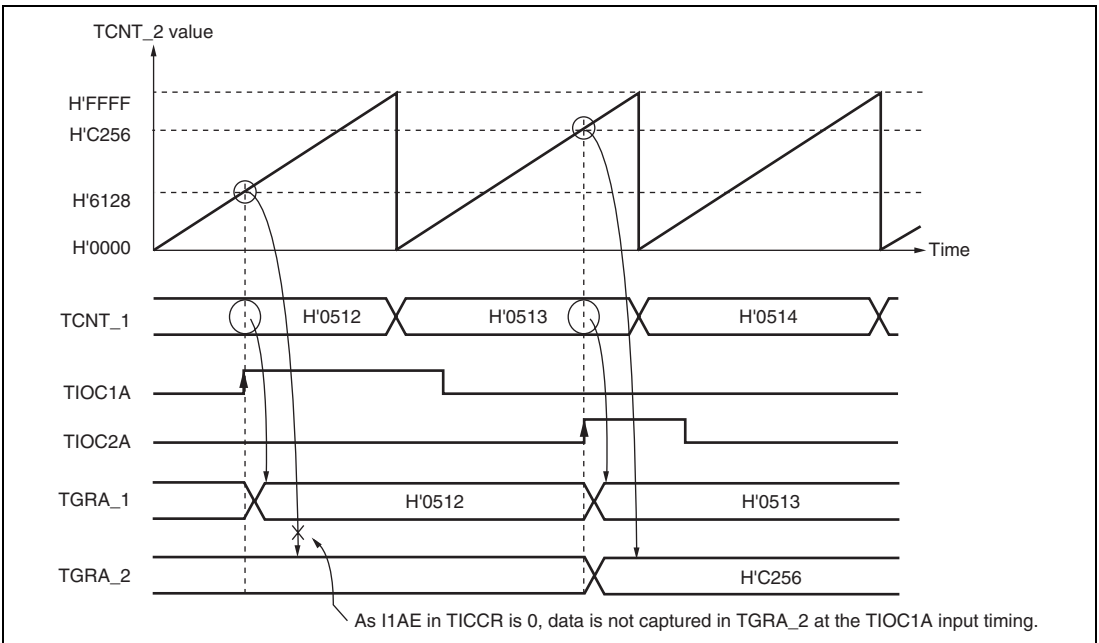 TCNT_2 value
H'FFFF
H'C256
H'6128
H'0000
Time
TCNT_1 H'0512 H'0513 H'0514
TIOC1A
TIOC2A
TGRA_1 H'0512 H'0513
TGRA_2 H'C256
As I1AE in TICCR is 0, data is not captured in TGRA_2 at the TIOC1A input timing.